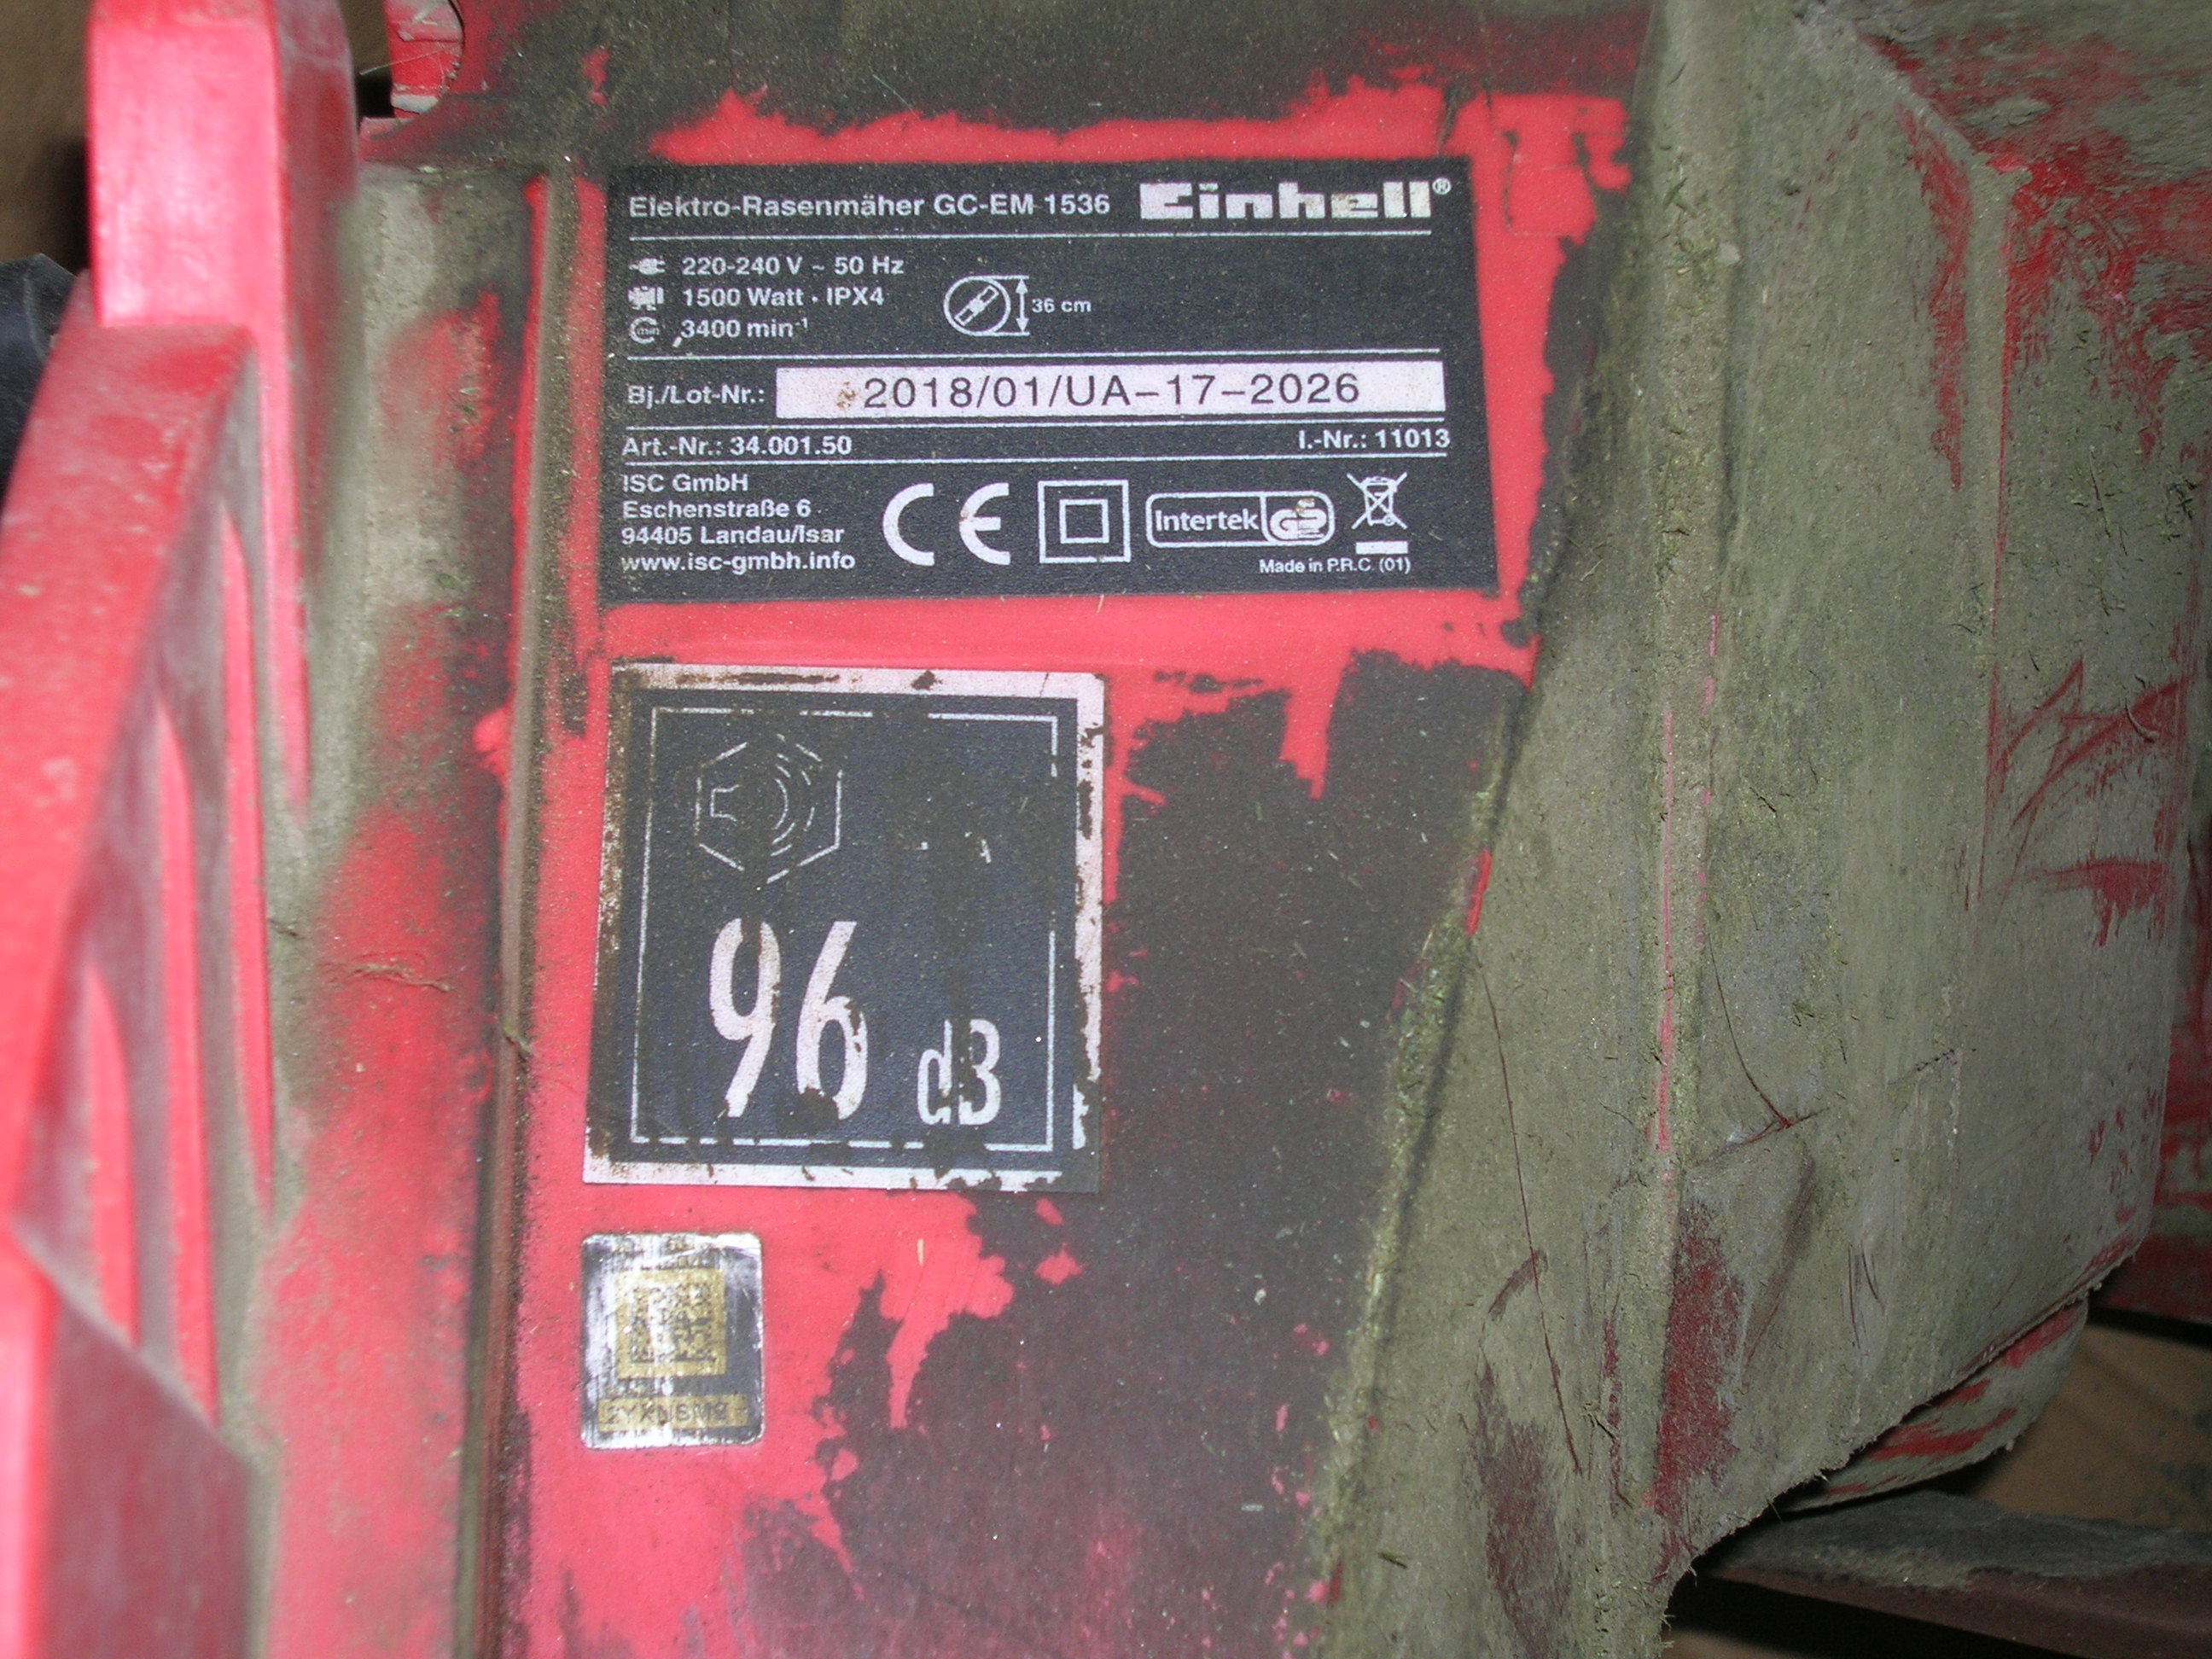 Elektro-Rasenmäher GC-EM 1536 Einhell®
220-240 V ~ 50 Hz
1500 Watt · IPX4
3400 min⁻¹
36 cm
Bj./Lot-Nr.: 2018/01/UA-17-2026
Art.-Nr.: 34.001.50 I.-Nr.: 11013
ISC GmbH
Eschenstraße 6
94405 Landau/Isar
www.isc-gmbh.info
CE
Intertek GS
Made in P.R.C. (01)
96 dB